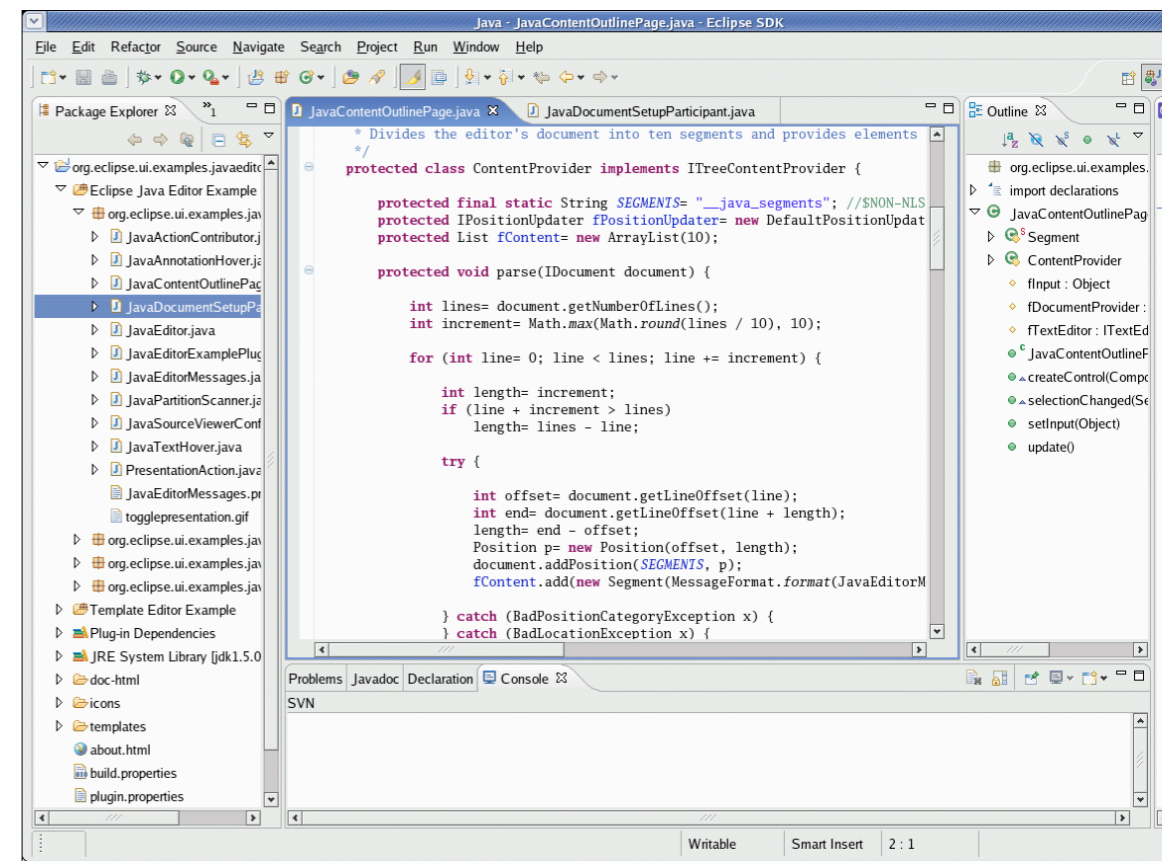 Java - JavaContentOutlinePage.java - Eclipse SDK
File Edit Refactor Source Navigate Search Project Run Window Help
Package Explorer
1
org.eclipse.ui.examples.javaedito
Eclipse Java Editor Example
org.eclipse.ui.examples.jav
JavaActionContributor.j
JavaAnnotationHover.ja
JavaContentOutlinePag
JavaDocumentSetupPa
JavaEditor.java
JavaEditorExamplePlug
JavaEditorMessages.ja
JavaPartitionScanner.ja
JavaSourceViewerConf
JavaTextHover.java
PresentationAction.java
JavaEditorMessages.pr
togglepresentation.gif
org.eclipse.ui.examples.jav
org.eclipse.ui.examples.jav
org.eclipse.ui.examples.jav
Template Editor Example
Plug-in Dependencies
JRE System Library [jdk1.5.0
doc-html
icons
templates
about.html
build.properties
plugin.properties
JavaContentOutlinePage.java JavaDocumentSetupParticipant.java
* Divides the editor's document into ten segments and provides elements
*/
protected class ContentProvider implements ITreeContentProvider {
protected final static String SEGMENTS= "__java_segments"; //$NON-NLS
protected IPositionUpdater fPositionUpdater= new DefaultPositionUpdat
protected List fContent= new ArrayList(10);
protected void parse(IDocument document) {
int lines= document.getNumberOfLines();
int increment= Math.max(Math.round(lines / 10), 10);
for (int line= 0; line < lines; line += increment) {
int length= increment;
if (line + increment > lines)
length= lines - line;
try {
int offset= document.getLineOffset(line);
int end= document.getLineOffset(line + length);
length= end - offset;
Position p= new Position(offset, length);
document.addPosition(SEGMENTS, p);
fContent.add(new Segment(MessageFormat.format(JavaEditorM
} catch (BadPositionCategoryException x) {
} catch (BadLocationException x) {
Outline
org.eclipse.ui.examples.
import declarations
JavaContentOutlinePag
Segment
ContentProvider
fInput : Object
fDocumentProvider :
fTextEditor : ITextEd
JavaContentOutlineP
createControl(Compo
selectionChanged(Se
setInput(Object)
update()
Problems Javadoc Declaration Console
SVN
Writable Smart Insert 2 : 1